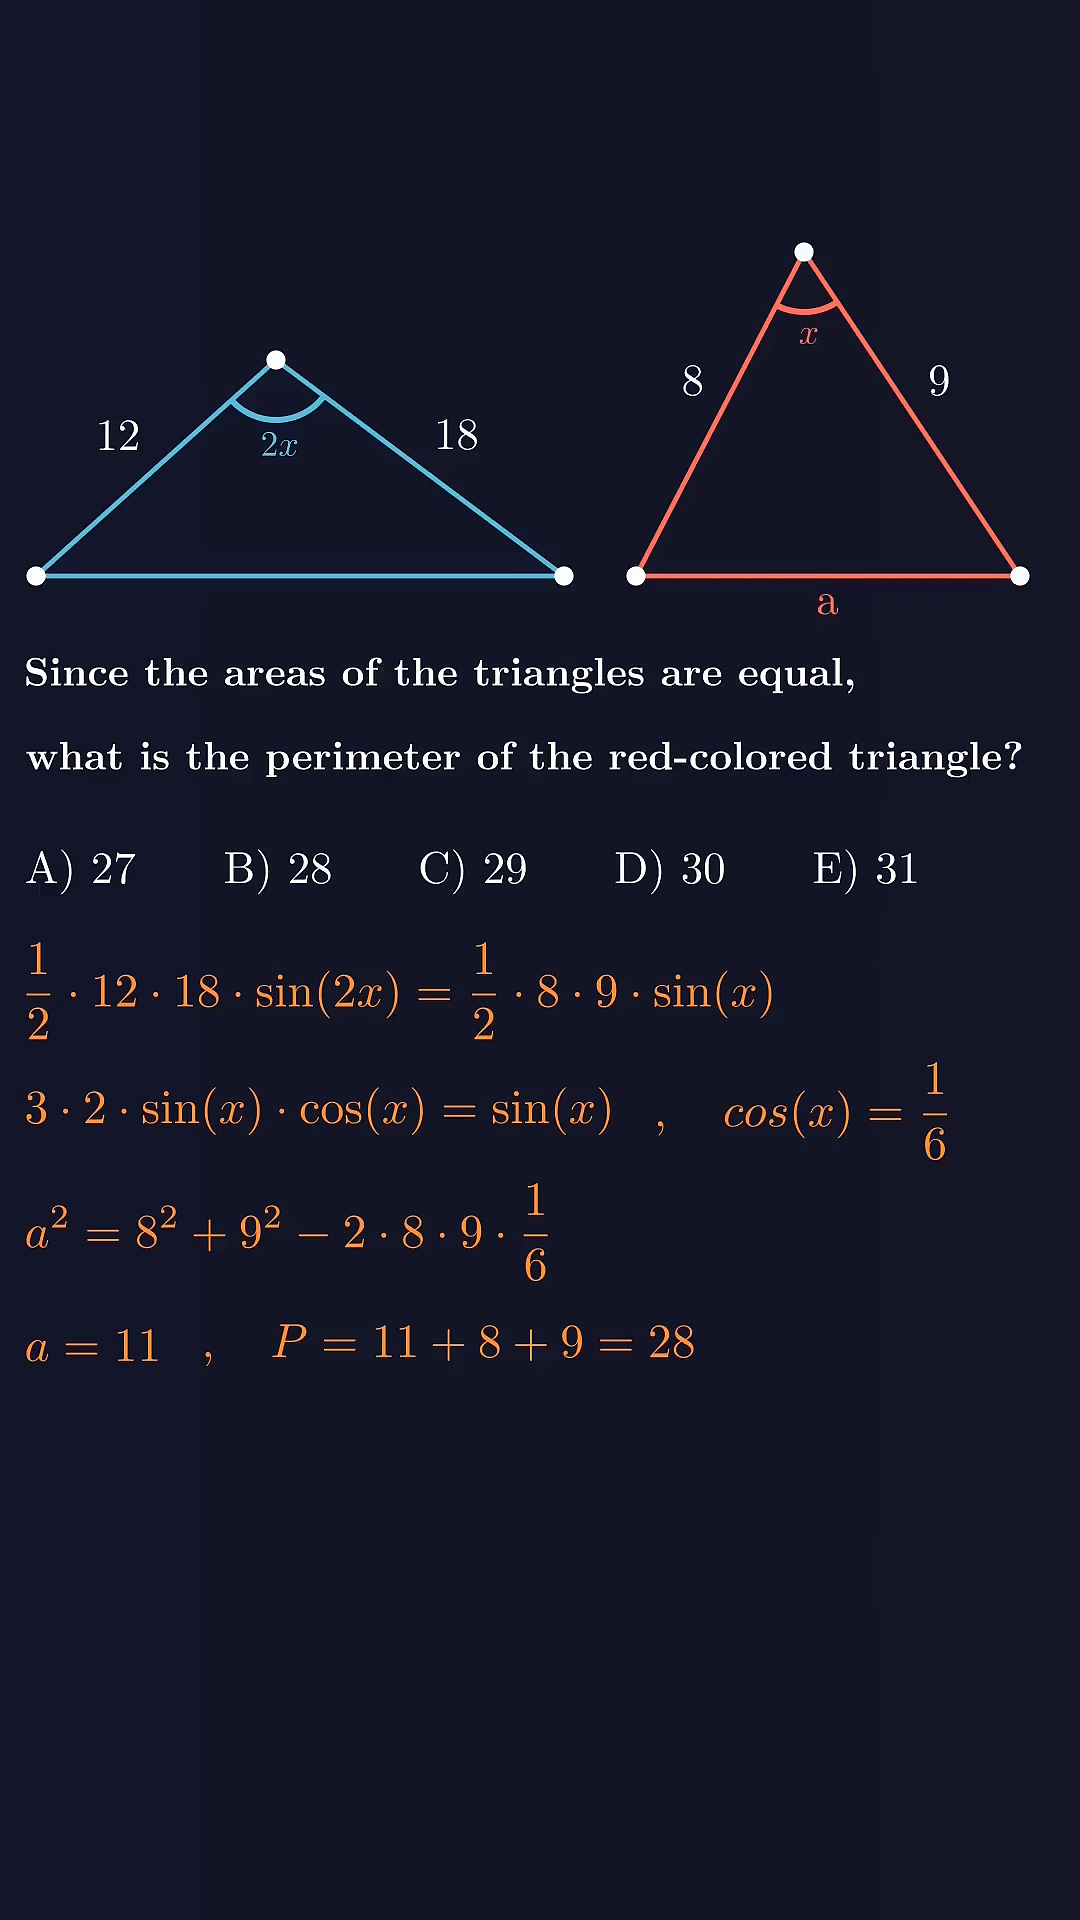 12
2x
18
8
x
9
a
Since the areas of the triangles are equal,
what is the perimeter of the red-colored triangle?
A) 27 B) 28 C) 29 D) 30 E) 31
1/2 · 12 · 18 · sin(2x) = 1/2 · 8 · 9 · sin(x)
3 · 2 · sin(x) · cos(x) = sin(x) , cos(x) = 1/6
a² = 8² + 9² − 2 · 8 · 9 · 1/6
a = 11 , P = 11 + 8 + 9 = 28